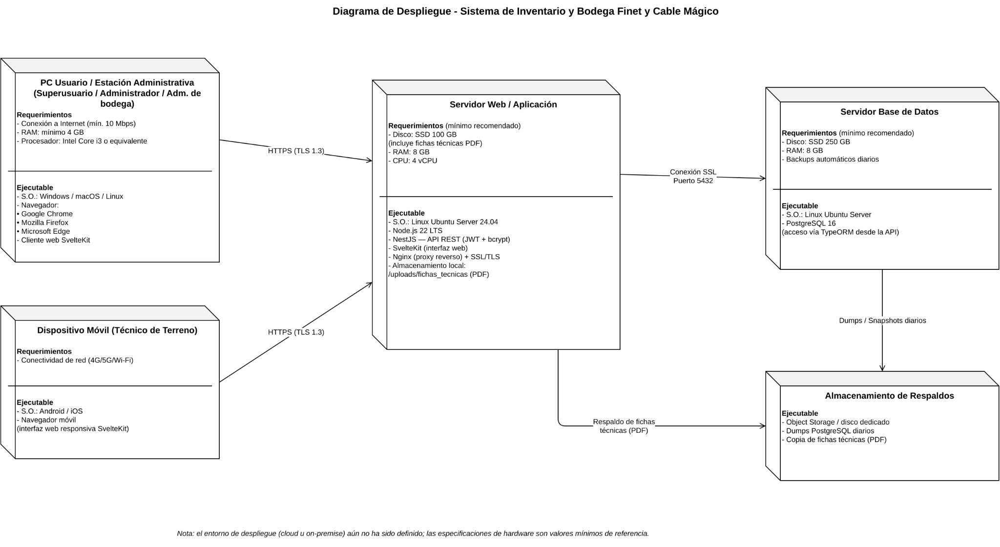 Diagrama de Despliegue - Sistema de Inventario y Bodega Finet y Cable Mágico
PC Usuario / Estación Administrativa
(Superusuario / Administrador / Adm. de
bodega)
Requerimientos
- Conexión a Internet (mín. 10 Mbps)
- RAM: mínimo 4 GB
- Procesador: Intel Core i3 o equivalente
Ejecutable
- S.O.: Windows / macOS / Linux
- Navegador:
• Google Chrome
• Mozilla Firefox
• Microsoft Edge
- Cliente web SvelteKit
HTTPS (TLS 1.3)
Dispositivo Móvil (Técnico de Terreno)
Requerimientos
- Conectividad de red (4G/5G/Wi-Fi)
Ejecutable
- S.O.: Android / iOS
- Navegador móvil
(interfaz web responsiva SvelteKit)
HTTPS (TLS 1.3)
Servidor Web / Aplicación
Requerimientos (mínimo recomendado)
- Disco: SSD 100 GB
(incluye fichas técnicas PDF)
- RAM: 8 GB
- CPU: 4 vCPU
Ejecutable
- S.O.: Linux Ubuntu Server 24.04
- Node.js 22 LTS
- NestJS — API REST (JWT + bcrypt)
- SvelteKit (interfaz web)
- Nginx (proxy reverso) + SSL/TLS
- Almacenamiento local:
/uploads/fichas_tecnicas (PDF)
Conexión SSL
Puerto 5432
Servidor Base de Datos
Requerimientos (mínimo recomendado)
- Disco: SSD 250 GB
- RAM: 8 GB
- Backups automáticos diarios
Ejecutable
- S.O.: Linux Ubuntu Server
- PostgreSQL 16
(acceso vía TypeORM desde la API)
Dumps / Snapshots diarios
Respaldo de fichas
técnicas (PDF)
Almacenamiento de Respaldos
Ejecutable
- Object Storage / disco dedicado
- Dumps PostgreSQL diarios
- Copia de fichas técnicas (PDF)
Nota: el entorno de despliegue (cloud u on-premise) aún no ha sido definido; las especificaciones de hardware son valores mínimos de referencia.